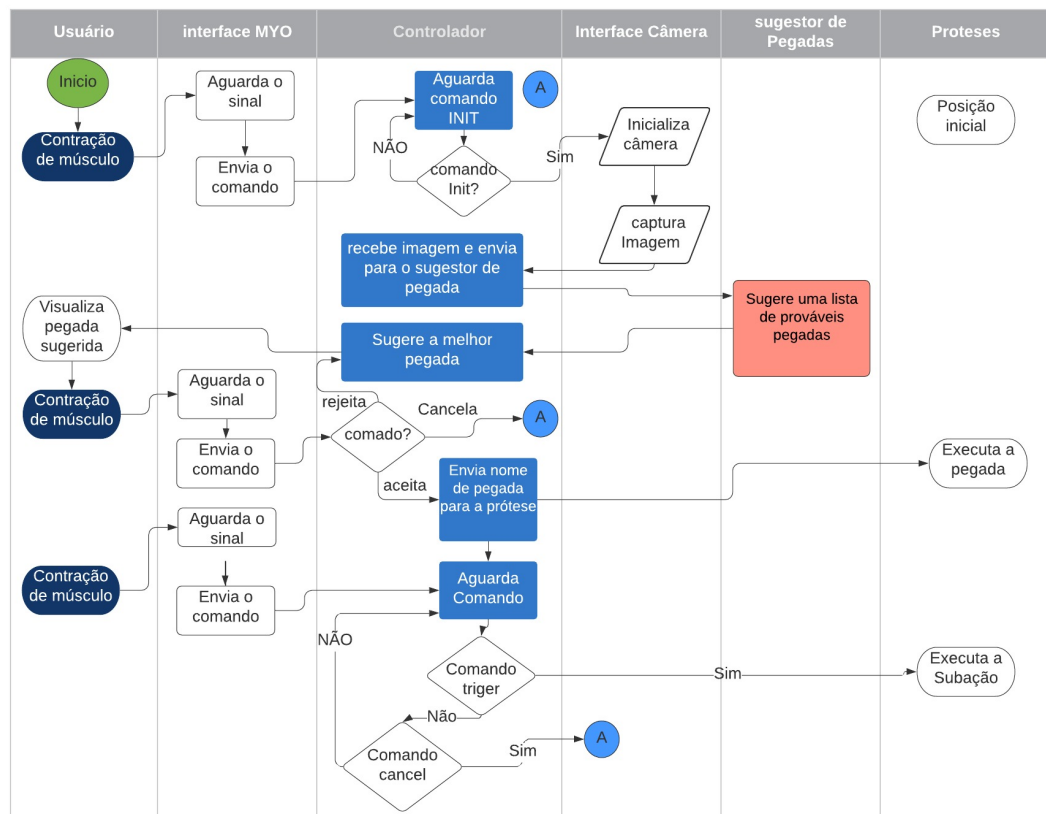 Usuário
interface MYO
Controlador
Interface Câmera
sugestor de
Pegadas
Proteses
Inicio
Contração
de músculo
Aguarda o
sinal
Envia o
comando
Aguarda
comando
INIT
A
NÃO
comando
Init?
Sim
Inicializa
câmera
captura
Imagem
Posição
inicial
recebe imagem e envia
para o sugestor de
pegada
Sugere uma lista
de prováveis
pegadas
Sugere a melhor
pegada
Visualiza
pegada
sugerida
Contração
de músculo
Aguarda o
sinal
Envia o
comando
rejeita
comado?
Cancela
A
aceita
Envia nome
de pegada
para a prótese
Executa a
pegada
Aguarda o
sinal
Contração
de músculo
Envia o
comando
Aguarda
Comando
NÃO
Comando
triger
Sim
Executa a
Subação
Não
Comando
cancel
Sim
A